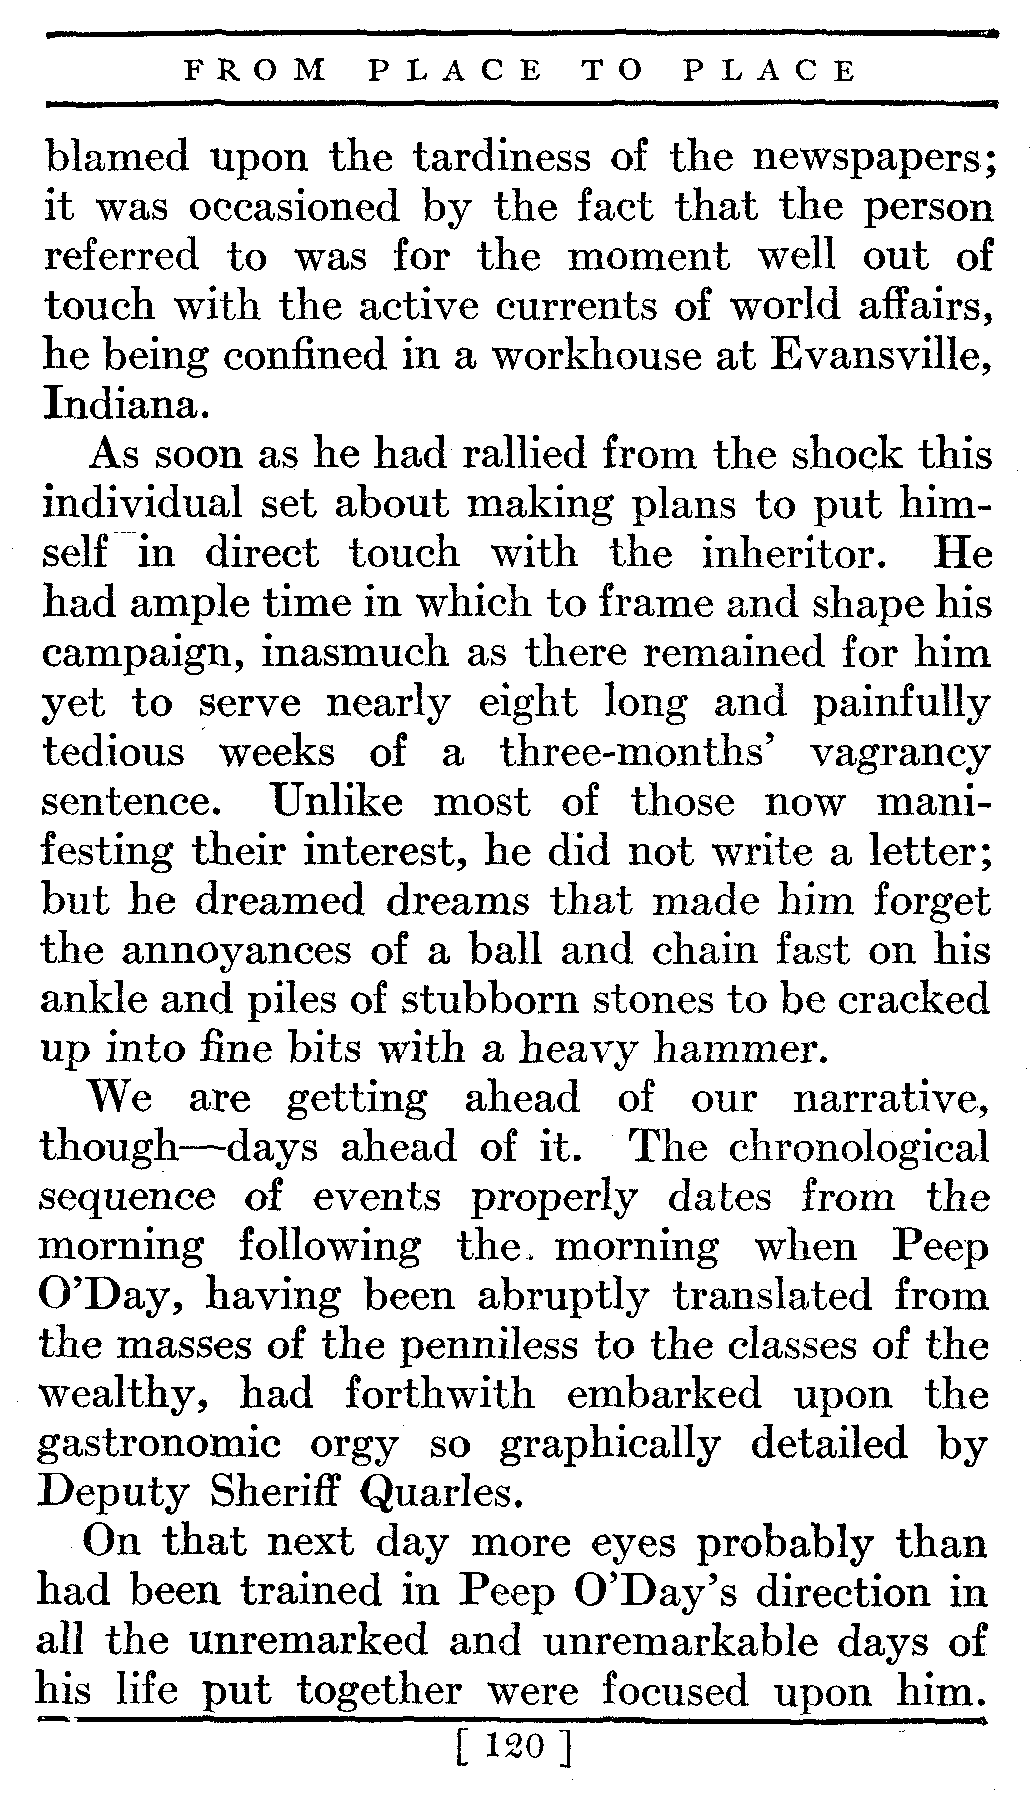 FROM PLACE TO PLACE
blamed upon the tardiness of the newspapers;
it was occasioned by the fact that the person
referred to was for the moment well out of
touch with the active currents of world affairs,
he being confined in a workhouse at Evansville,
Indiana.
As soon as he had rallied from the shock this
individual set about making plans to put him-
self in direct touch with the inheritor. He
had ample time in which to frame and shape his
campaign, inasmuch as there remained for him
yet to serve nearly eight long and painfully
tedious weeks of a three-months' vagrancy
sentence. Unlike most of those now mani-
festing their interest, he did not write a letter;
but he dreamed dreams that made him forget
the annoyances of a ball and chain fast on his
ankle and piles of stubborn stones to be cracked
up into fine bits with a heavy hammer.
We are getting ahead of our narrative,
though—days ahead of it. The chronological
sequence of events properly dates from the
morning following the morning when Peep
O'Day, having been abruptly translated from
the masses of the penniless to the classes of the
wealthy, had forthwith embarked upon the
gastronomic orgy so graphically detailed by
Deputy Sheriff Quarles.
On that next day more eyes probably than
had been trained in Peep O'Day's direction in
all the unremarked and unremarkable days of
his life put together were focused upon him.
[ 120 ]